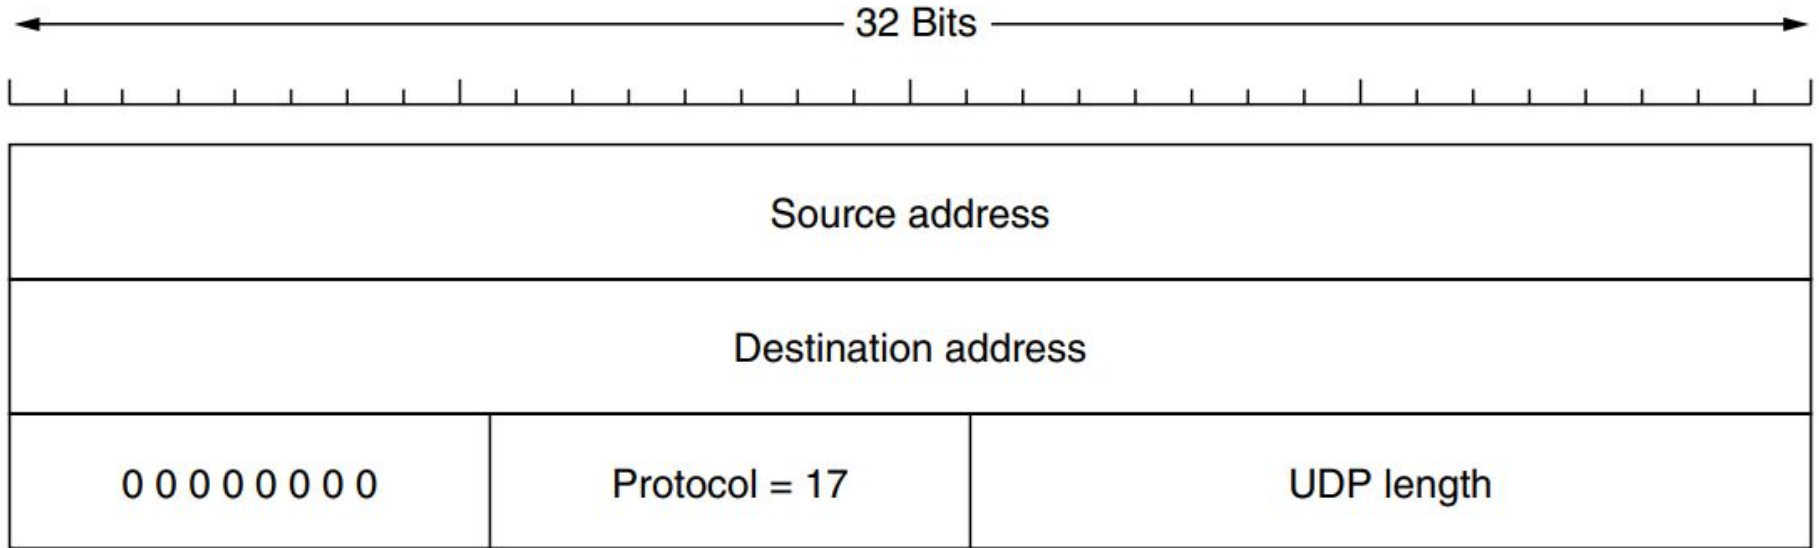 32 Bits
Source address
Destination address
0 0 0 0 0 0 0 0 Protocol = 17 UDP length